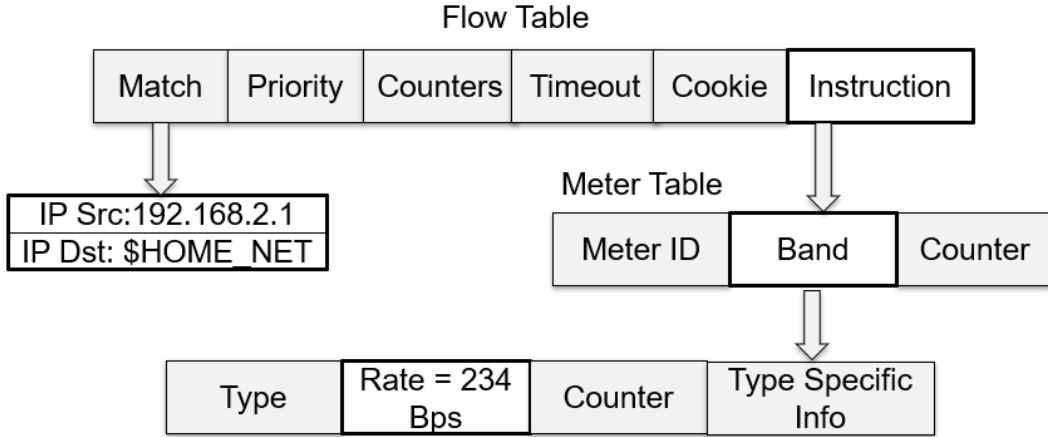 Flow Table
Match Priority Counters Timeout Cookie Instruction
IP Src:192.168.2.1
IP Dst: $HOME_NET
Meter Table
Meter ID Band Counter
Type
Rate = 234
Bps
Counter
Type Specific
Info